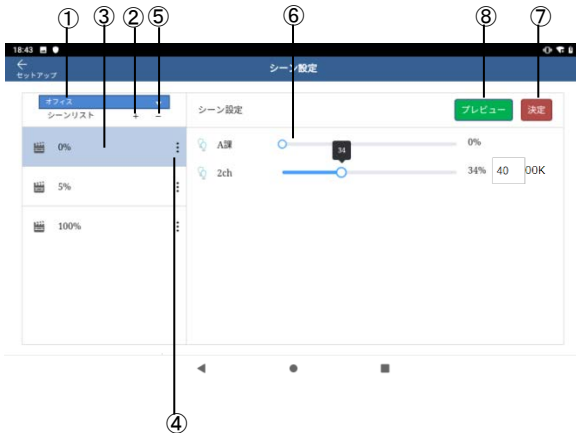 ① ③ ② ⑤ ⑥ ⑧ ⑦
18:43
セットアップ
シーン設定
オフィス
シーンリスト + −
シーン設定
プレビュー
決定
0%
A課
0%
34
5%
2ch
34%
40
00K
100%
④